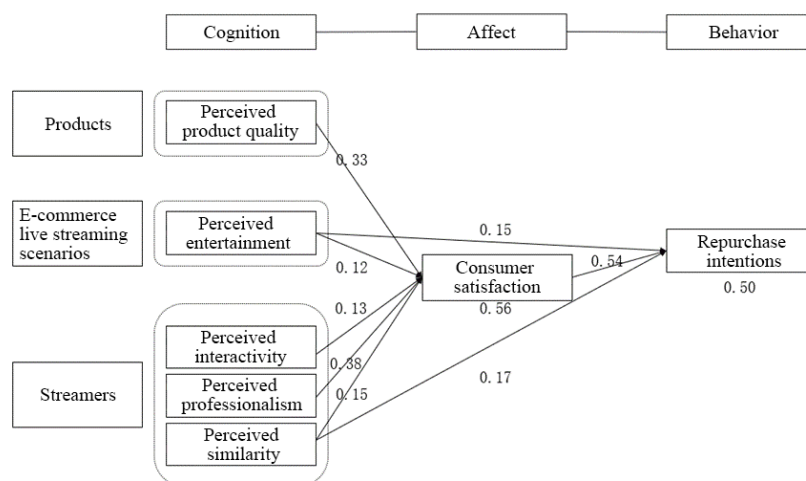 Cognition
Affect
Behavior
Products
Perceived
product quality
0.33
E-commerce
live streaming
scenarios
Perceived
entertainment
0.15
0.12
Consumer
satisfaction
0.54
0.56
Repurchase
intentions
0.50
0.13
Perceived
interactivity
0.38
Streamers
Perceived
professionalism
0.15
0.17
Perceived
similarity